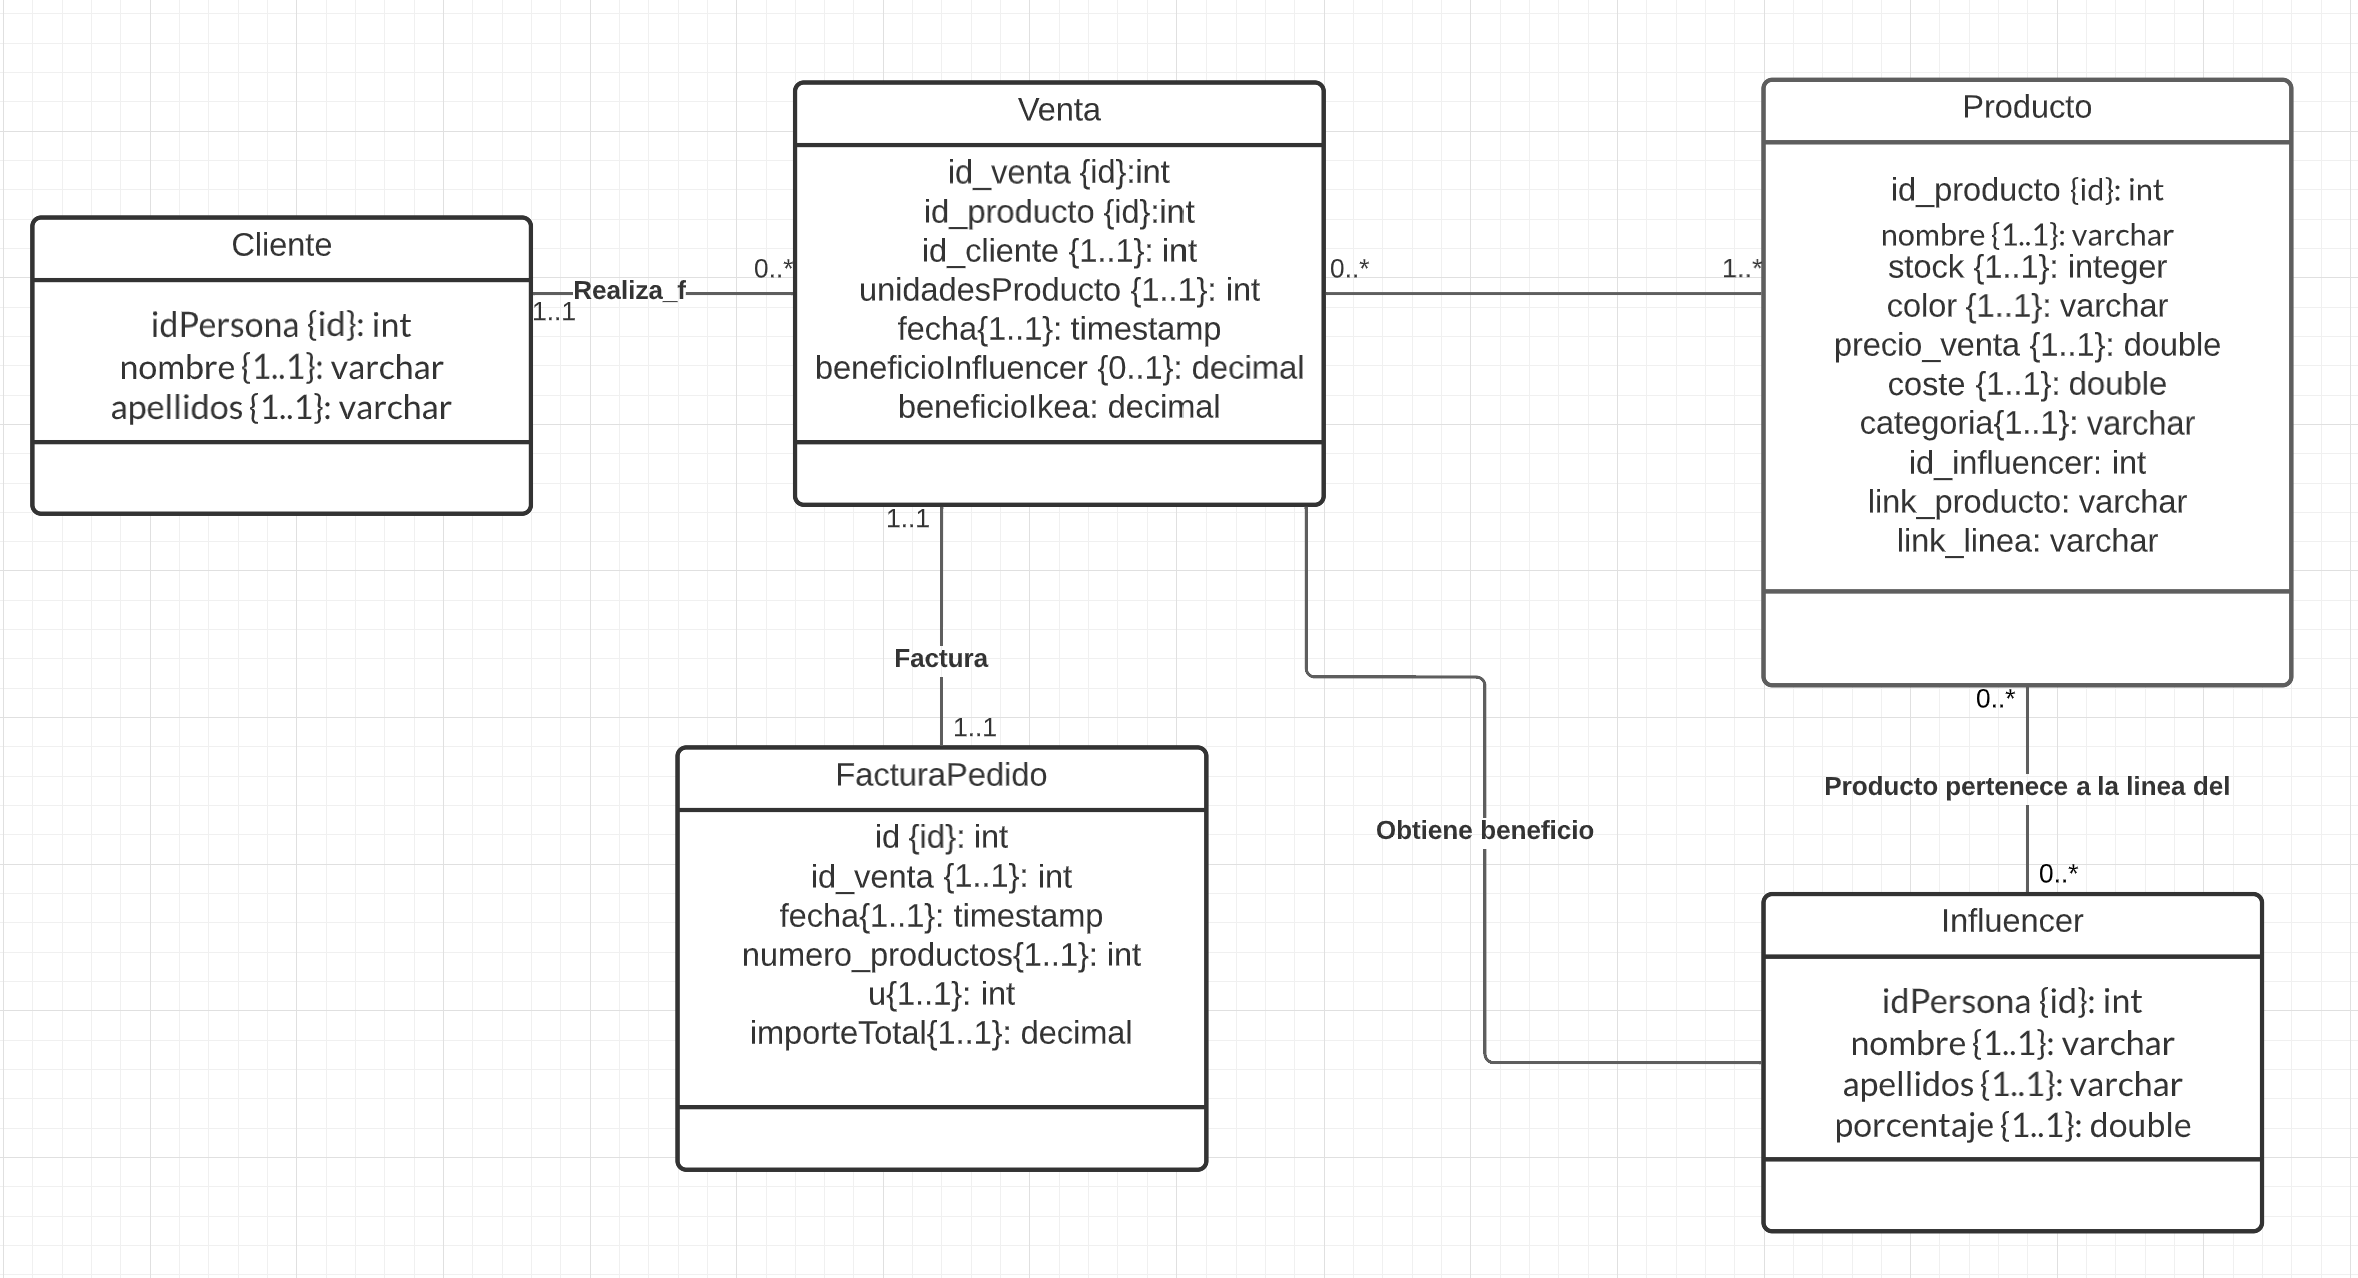 Cliente
idPersona {id}: int
nombre {1..1}: varchar
apellidos {1..1}: varchar
1..1
Realiza_f
0..*
Venta
id_venta {id}:int
id_producto {id}:int
id_cliente {1..1}: int
unidadesProducto {1..1}: int
fecha{1..1}: timestamp
beneficioInfluencer {0..1}: decimal
beneficioIkea: decimal
0..*
1..*
Producto
id_producto {id}: int
nombre {1..1}: varchar
stock {1..1}: integer
color {1..1}: varchar
precio_venta {1..1}: double
coste {1..1}: double
categoria{1..1}: varchar
id_influencer: int
link_producto: varchar
link_linea: varchar
1..1
Factura
1..1
FacturaPedido
id {id}: int
id_venta {1..1}: int
fecha{1..1}: timestamp
numero_productos{1..1}: int
u{1..1}: int
importeTotal{1..1}: decimal
Obtiene beneficio
0..*
Producto pertenece a la linea del
0..*
Influencer
idPersona {id}: int
nombre {1..1}: varchar
apellidos {1..1}: varchar
porcentaje {1..1}: double